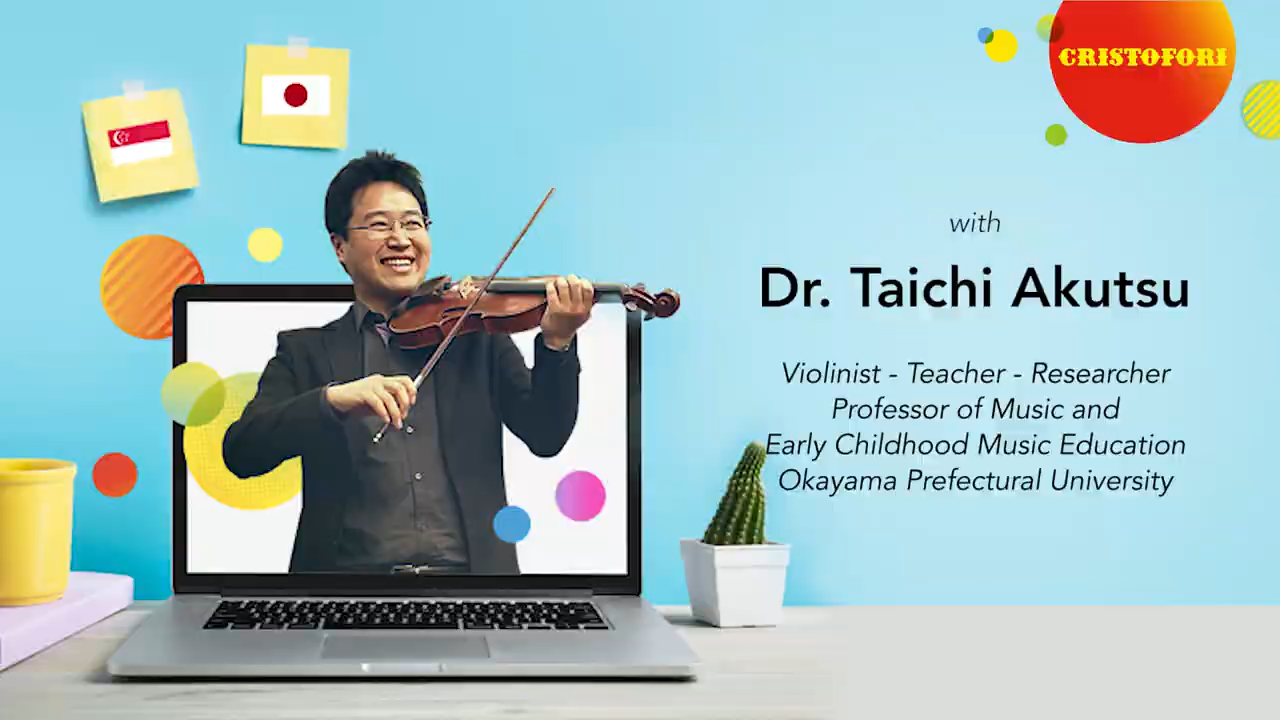 CRISTOFORI
with
Dr. Taichi Akutsu
Violinist - Teacher - Researcher
Professor of Music and
Early Childhood Music Education
Okayama Prefectural University